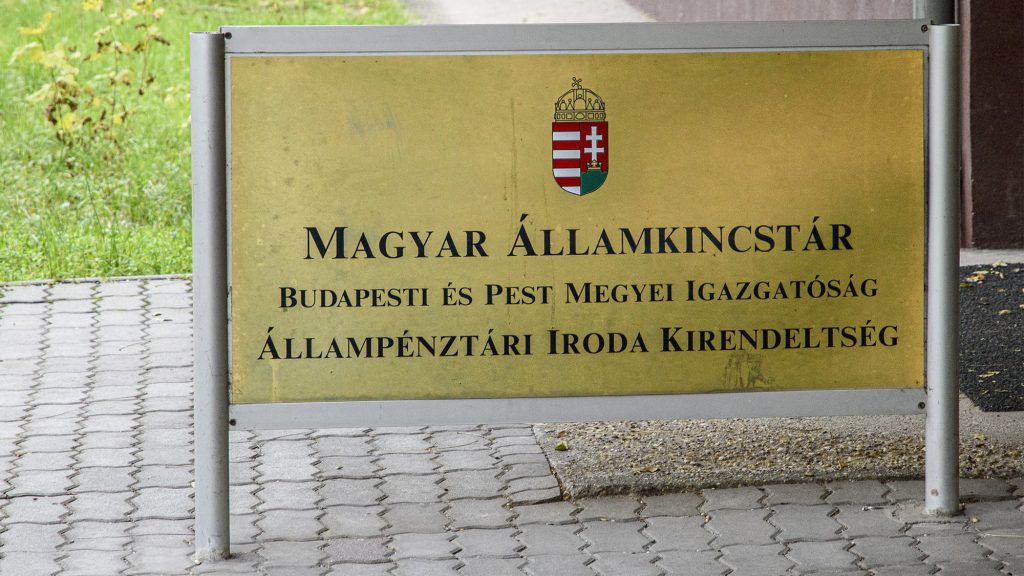 MAGYAR ÁLLAMKINCSTÁR
BUDAPESTI ÉS PEST MEGYEI IGAZGATÓSÁG
ÁLLAMPÉNZTÁRI IRODA KIRENDELTSÉG